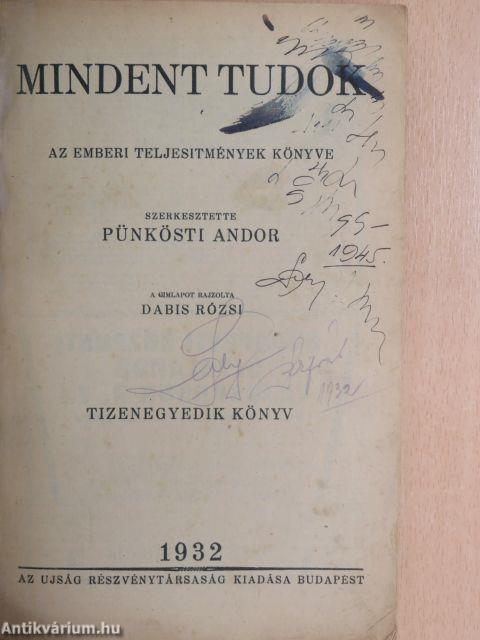 MINDENT TUDOK
AZ EMBERI TELJESITMÉNYEK KÖNYVE
SZERKESZTETTE
PÜNKÖSTI ANDOR
1945.
A CIMLAPOT RAJZOLTA
DABIS RÓZSI
1932
TIZENEGYEDIK KÖNYV
1932
AZ UJSÁG RÉSZVÉNYTÁRSASÁG KIADÁSA BUDAPEST
Antikvárium.hu